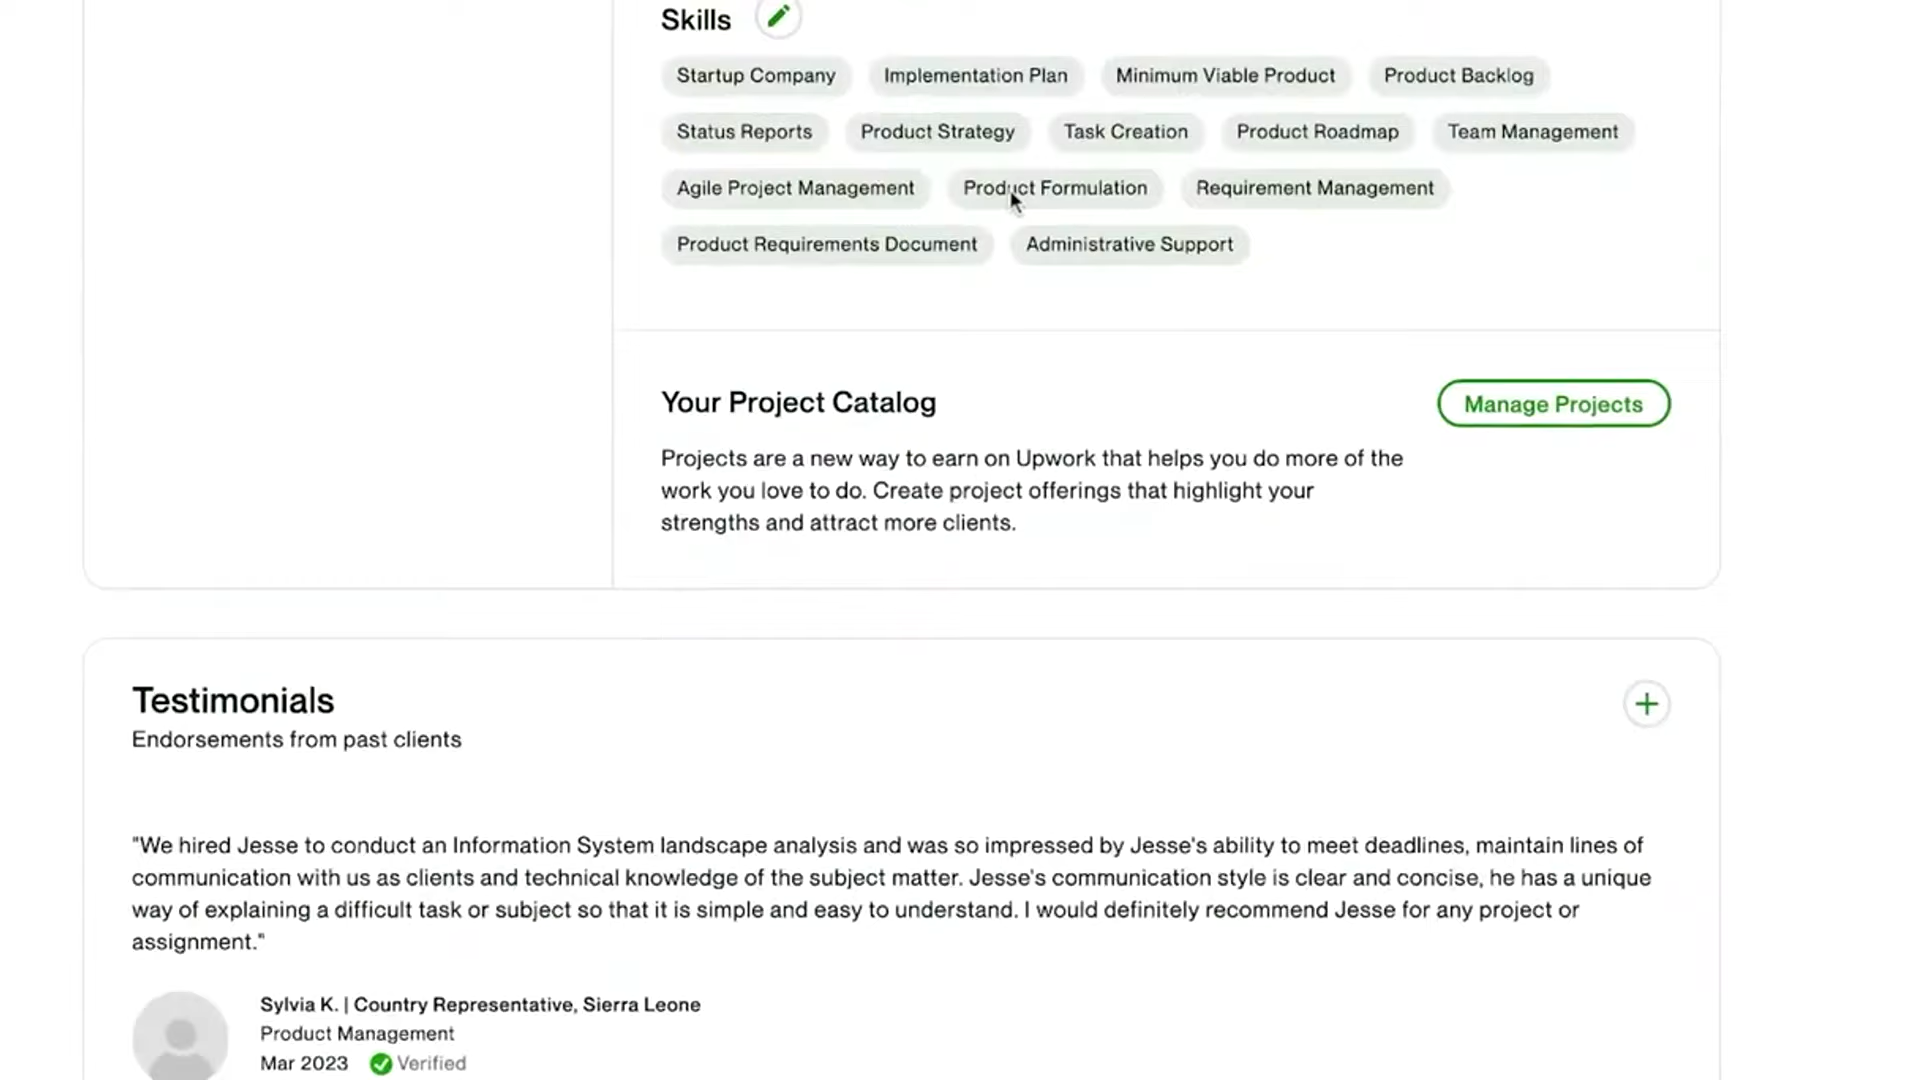 Skills
Startup Company Implementation Plan Minimum Viable Product Product Backlog
Status Reports Product Strategy Task Creation Product Roadmap Team Management
Agile Project Management Product Formulation Requirement Management
Product Requirements Document Administrative Support
Your Project Catalog
Manage Projects
Projects are a new way to earn on Upwork that helps you do more of the
work you love to do. Create project offerings that highlight your
strengths and attract more clients.
Testimonials
Endorsements from past clients
"We hired Jesse to conduct an Information System landscape analysis and was so impressed by Jesse's ability to meet deadlines, maintain lines of
communication with us as clients and technical knowledge of the subject matter. Jesse's communication style is clear and concise, he has a unique
way of explaining a difficult task or subject so that it is simple and easy to understand. I would definitely recommend Jesse for any project or
assignment."
Sylvia K. | Country Representative, Sierra Leone
Product Management
Mar 2023 Verified